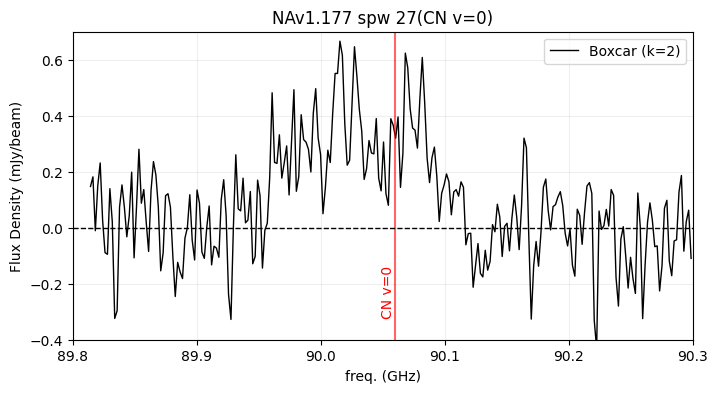 NAv1.177 spw 27(CN v=0)
Boxcar (k=2)
Flux Density (mJy/beam)
0.6
0.4
0.2
0.0
−0.2
−0.4
CN v=0
89.8 89.9 90.0 90.1 90.2 90.3
freq. (GHz)